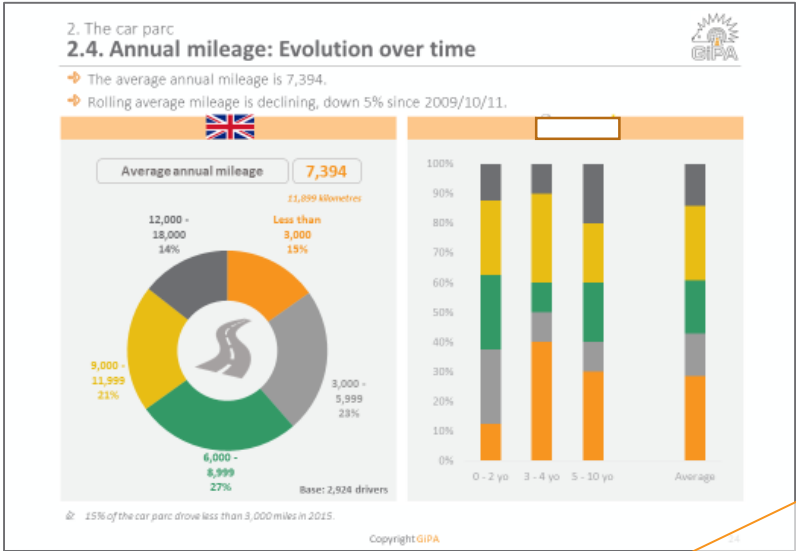 2. The car parc
2.4. Annual mileage: Evolution over time
GiPA
The average annual mileage is 7,394.
Rolling average mileage is declining, down 5% since 2009/10/11.
Average annual mileage
7,394
11,899 kilometres
12,000 -
18,000
14%
Less than
3,000
15%
9,000 -
11,999
21%
3,000 -
5,999
23%
6,000 -
8,999
27%
Base: 2,924 drivers
100%
90%
80%
70%
60%
50%
40%
30%
20%
10%
0%
0 - 2 yo
3 - 4 yo
5 - 10 yo
Average
15% of the car parc drove less than 3,000 miles in 2015.
Copyright GiPA
24